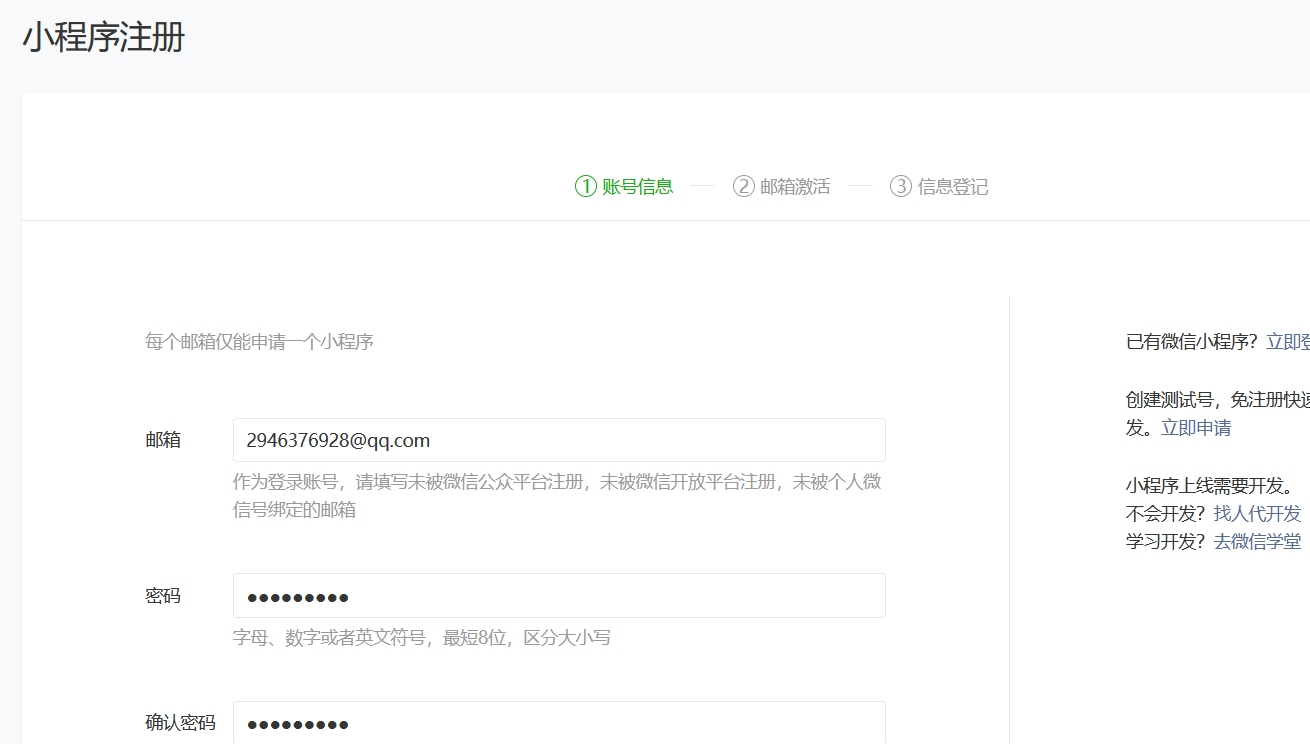 小程序注册
① 账号信息 ② 邮箱激活 ③ 信息登记
每个邮箱仅能申请一个小程序
邮箱 2946376928@qq.com
作为登录账号，请填写未被微信公众平台注册，未被微信开放平台注册，未被个人微
信号绑定的邮箱
密码 ●●●●●●●●●
字母、数字或者英文符号，最短8位，区分大小写
确认密码 ●●●●●●●●●
已有微信小程序？立即登
创建测试号，免注册快速
发。立即申请
小程序上线需要开发。
不会开发？找人代开发
学习开发？去微信学堂